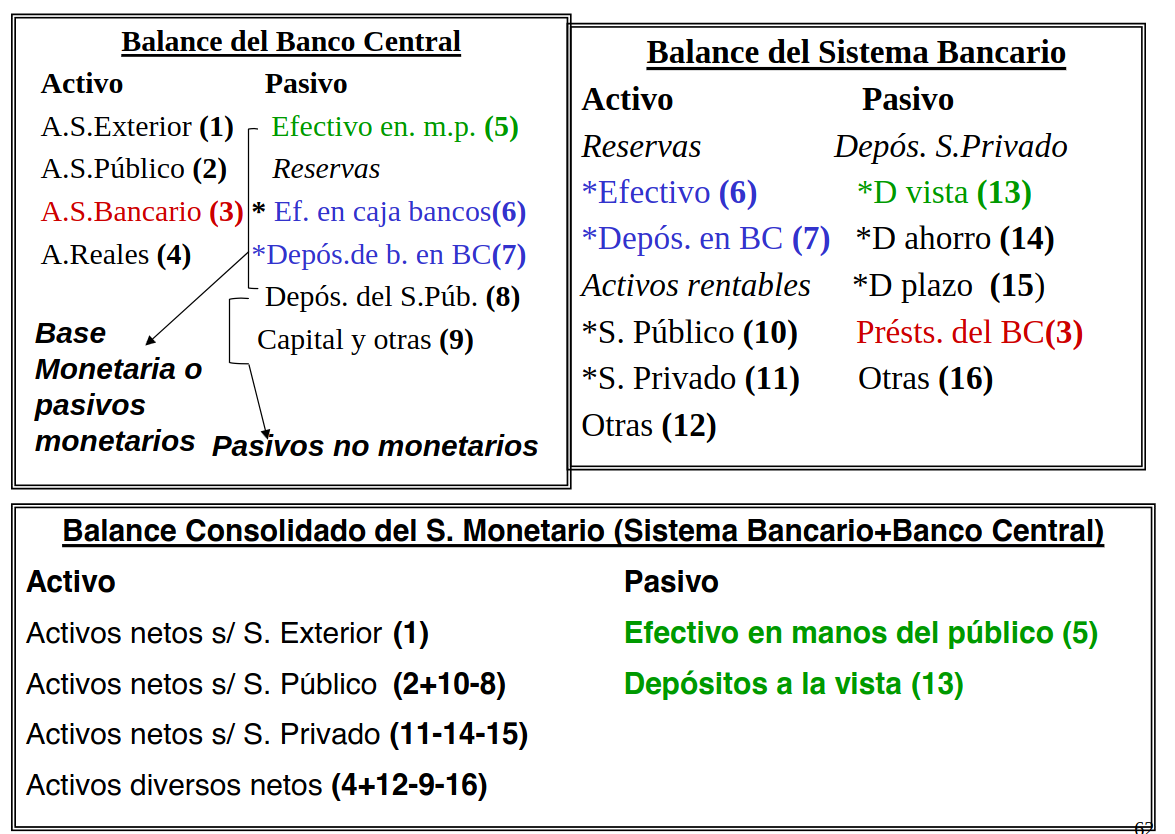 Balance del Banco Central
Activo Pasivo
A.S.Exterior (1) Efectivo en. m.p. (5)
A.S.Público (2) Reservas
A.S.Bancario (3) * Ef. en caja bancos(6)
A.Reales (4) *Depós.de b. en BC(7)
Depós. del S.Púb. (8)
Capital y otras (9)
Base
Monetaria o
pasivos
monetarios
Pasivos no monetarios
Balance del Sistema Bancario
Activo Pasivo
Reservas Depós. S.Privado
*Efectivo (6) *D vista (13)
*Depós. en BC (7) *D ahorro (14)
Activos rentables *D plazo (15)
*S. Público (10) Présts. del BC(3)
*S. Privado (11) Otras (16)
Otras (12)
Balance Consolidado del S. Monetario (Sistema Bancario+Banco Central)
Activo Pasivo
Activos netos s/ S. Exterior (1) Efectivo en manos del público (5)
Activos netos s/ S. Público (2+10-8) Depósitos a la vista (13)
Activos netos s/ S. Privado (11-14-15)
Activos diversos netos (4+12-9-16)